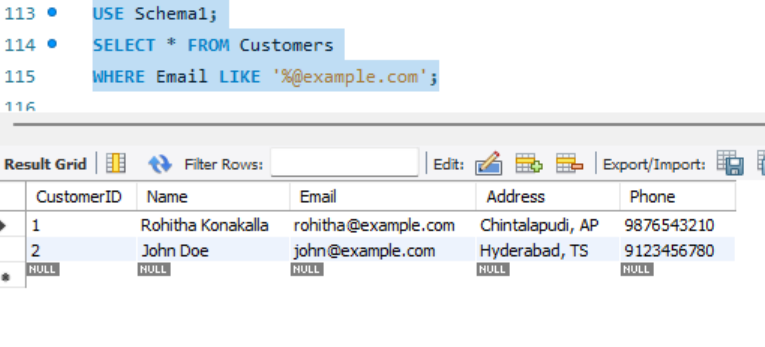 113 USE Schema1;
114 SELECT * FROM Customers
115 WHERE Email LIKE '%@example.com';
116
Result Grid Filter Rows: Edit: Export/Import:
CustomerID Name Email Address Phone
1 Rohitha Konakalla rohitha@example.com Chintalapudi, AP 9876543210
2 John Doe john@example.com Hyderabad, TS 9123456780
NULL NULL NULL NULL NULL